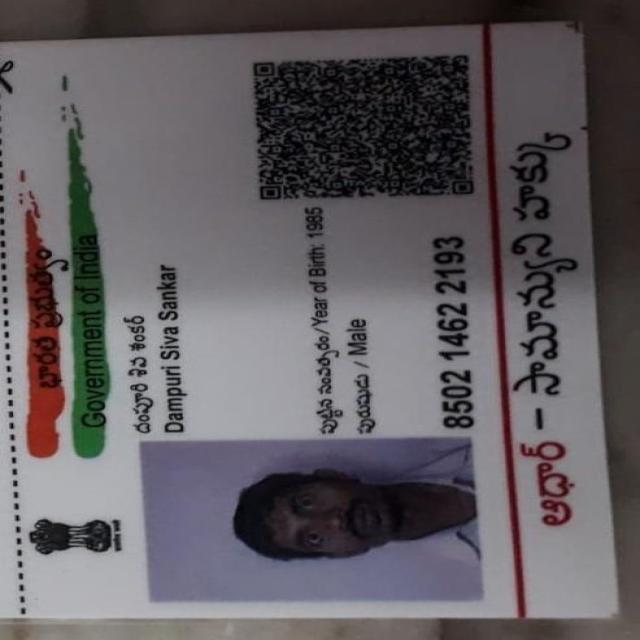 భారత ప్రభుత్వం
Government of India
దంపూరి శివ శంకర్
Danpuri Siva Sankar
పుట్టిన సంవత్సరం/Year of Birth: 1985
పురుషుడు / Male
8502 1462 2193
ఆధార్ – సామాన్యుని హక్కు